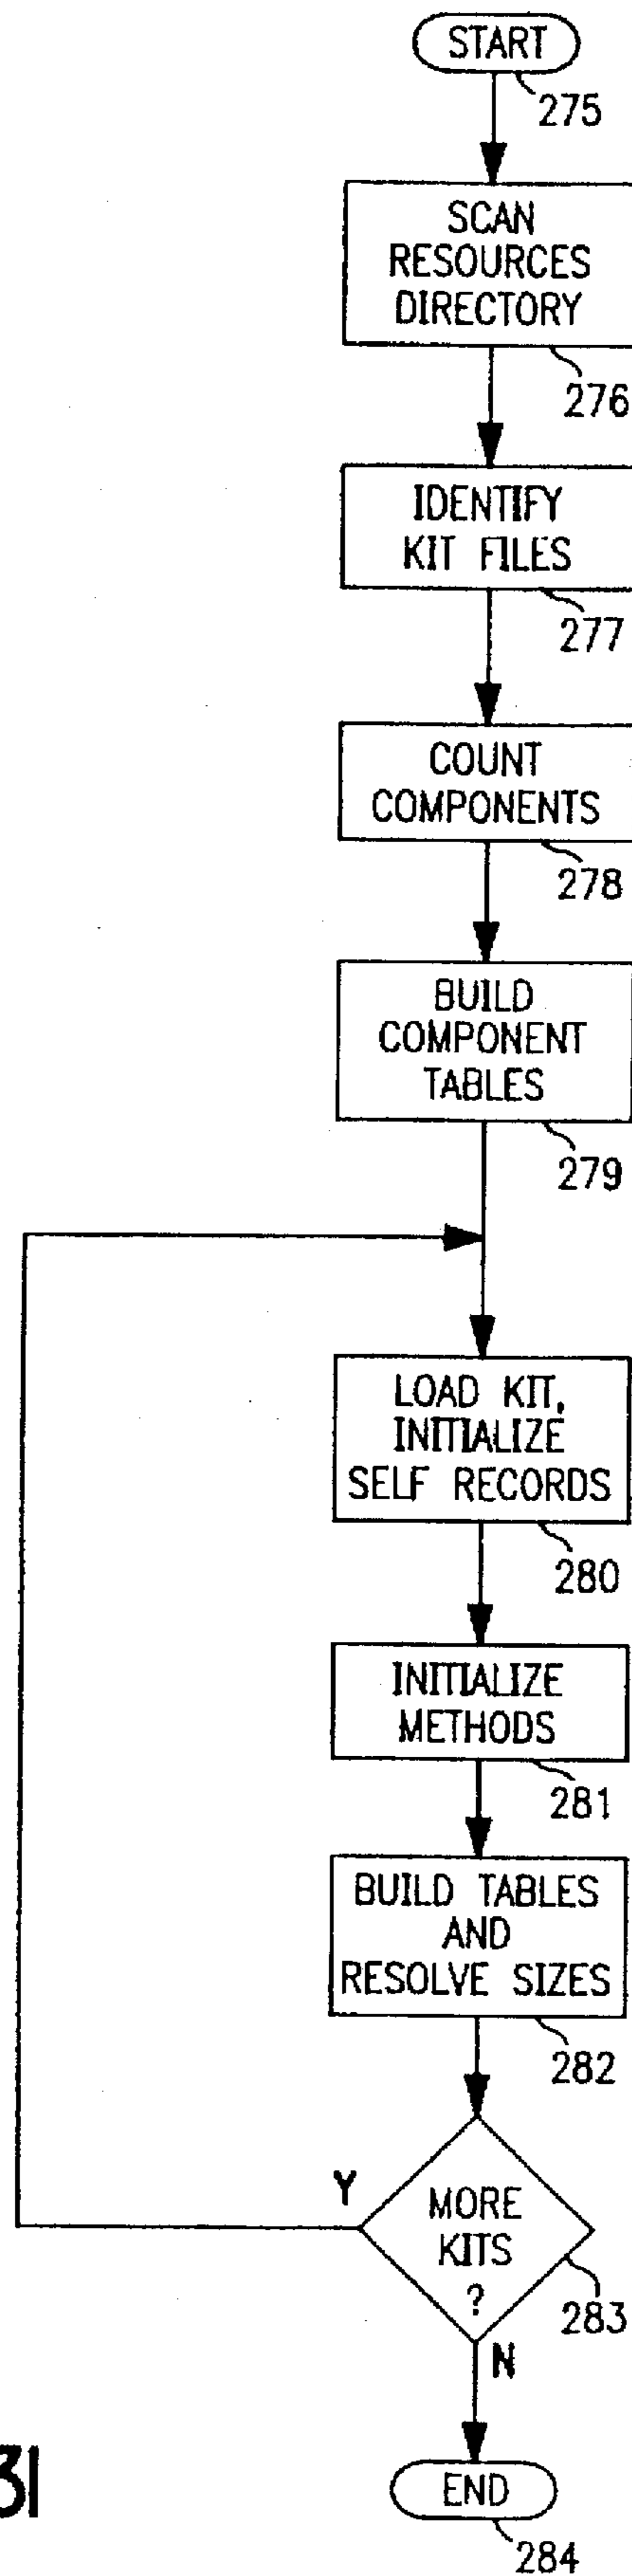 START
275
SCAN
RESOURCES
DIRECTORY
276
IDENTIFY
KIT FILES
277
COUNT
COMPONENTS
278
BUILD
COMPONENT
TABLES
279
LOAD KIT,
INITIALIZE
SELF RECORDS
280
INITIALIZE
METHODS
281
BUILD TABLES
AND
RESOLVE SIZES
282
Y
MORE
KITS
?
283
N
END
284
31